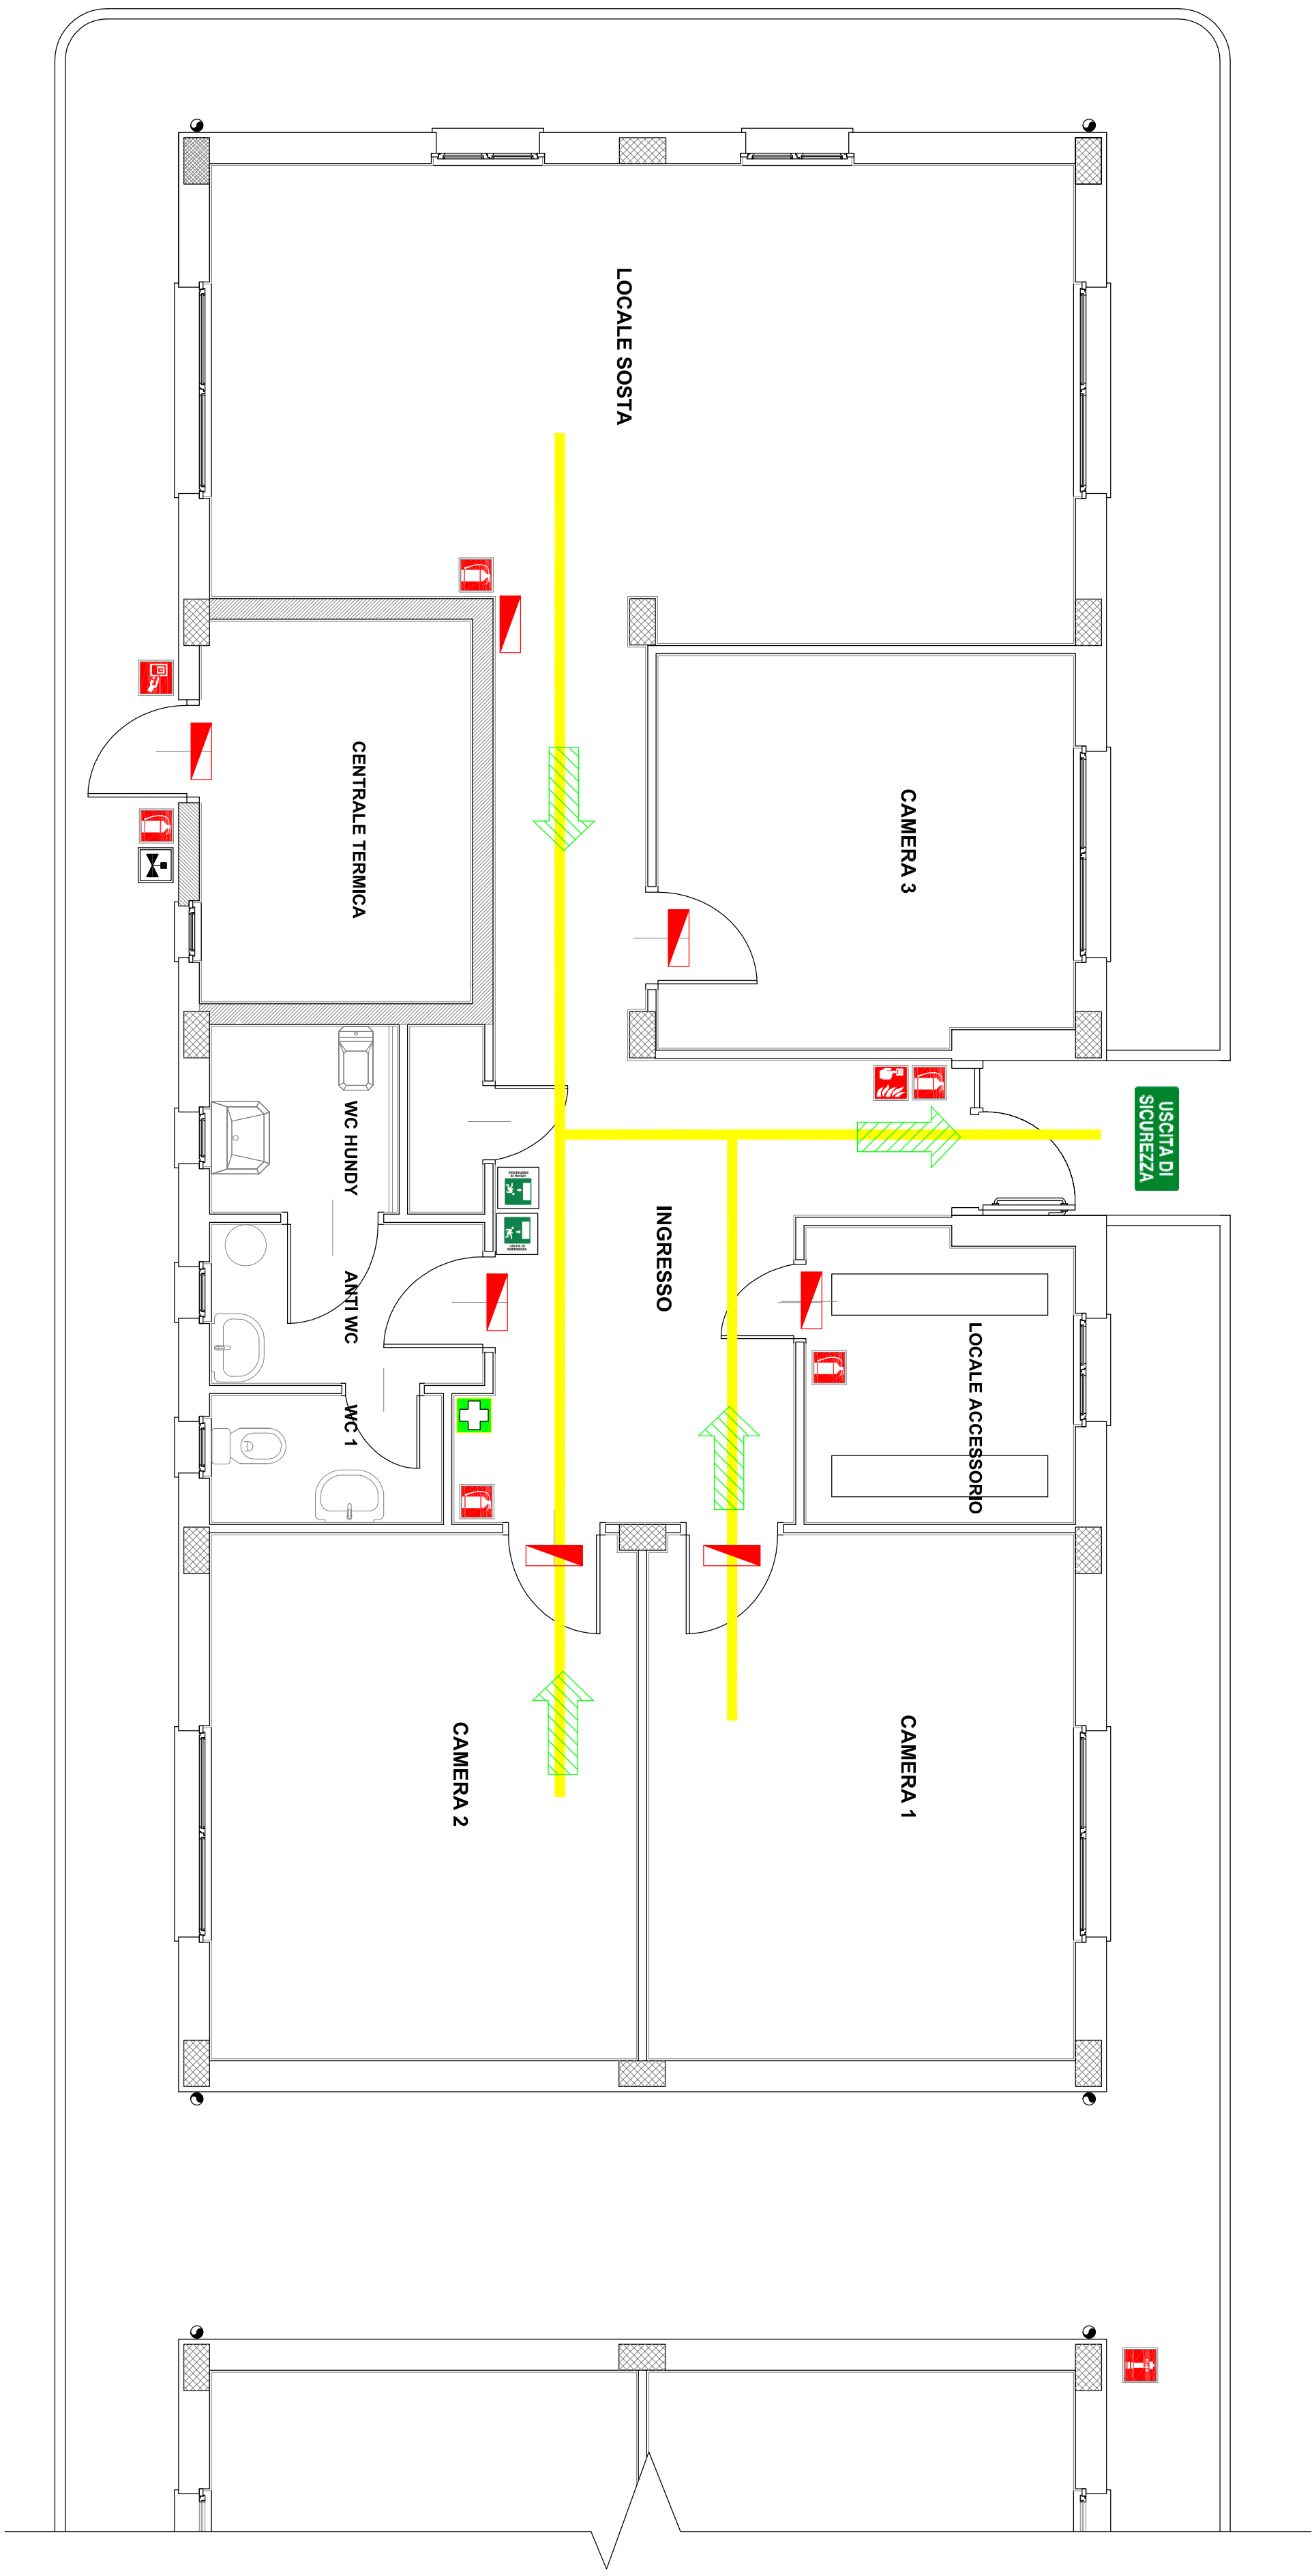 LOCALE SOSTA
CAMERA 3
CENTRALE TERMICA
USCITA DI
SICUREZZA
WC HUNDY
INGRESSO
ANTI WC
LOCALE ACCESSORIO
WC 1
CAMERA 1
CAMERA 2